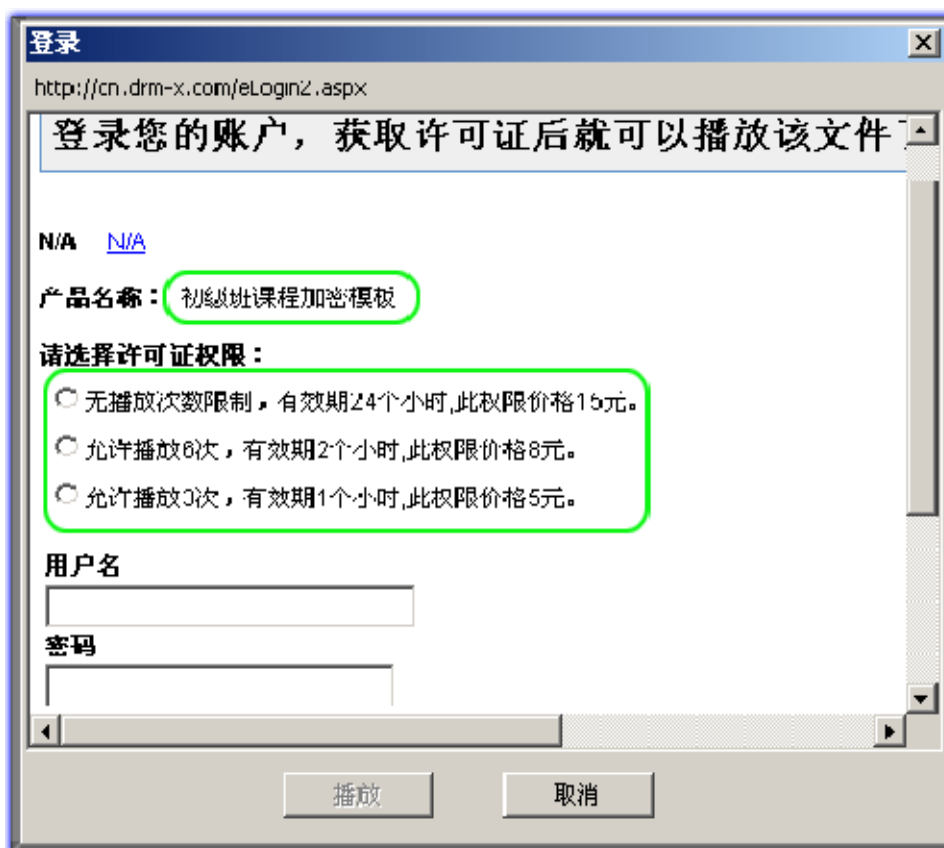 登录
http://cn.drm-x.com/eLogin2.aspx
登录您的账户，获取许可证后就可以播放该文件
N/A N/A
产品名称：初级班课程加密模板
请选择许可证权限：
无播放次数限制，有效期24个小时,此权限价格15元。
允许播放6次，有效期2个小时,此权限价格8元。
允许播放3次，有效期1个小时,此权限价格5元。
用户名
密码
播放 取消